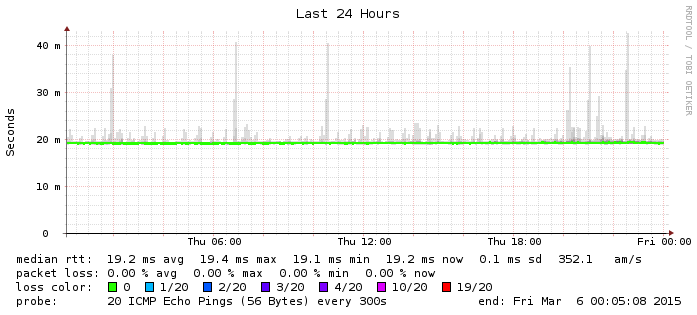 Last 24 Hours
RRDTOOL / TOBI OETIKER
Seconds
40 m
30 m
20 m
10 m
0
Thu 06:00 Thu 12:00 Thu 18:00 Fri 00:00
median rtt: 19.2 ms avg 19.4 ms max 19.1 ms min 19.2 ms now 0.1 ms sd 352.1 am/s
packet loss: 0.00 % avg 0.00 % max 0.00 % min 0.00 % now
loss color: 0 1/20 2/20 3/20 4/20 10/20 19/20
probe: 20 ICMP Echo Pings (56 Bytes) every 300s end: Fri Mar 6 00:05:08 2015